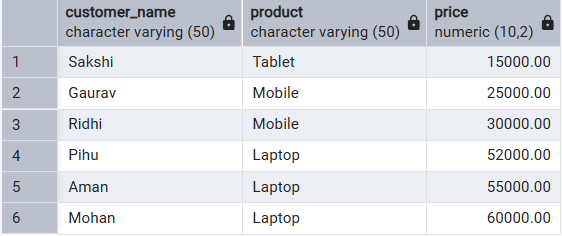 customer_name product price
character varying (50) character varying (50) numeric (10,2)
1 Sakshi Tablet 15000.00
2 Gaurav Mobile 25000.00
3 Ridhi Mobile 30000.00
4 Pihu Laptop 52000.00
5 Aman Laptop 55000.00
6 Mohan Laptop 60000.00